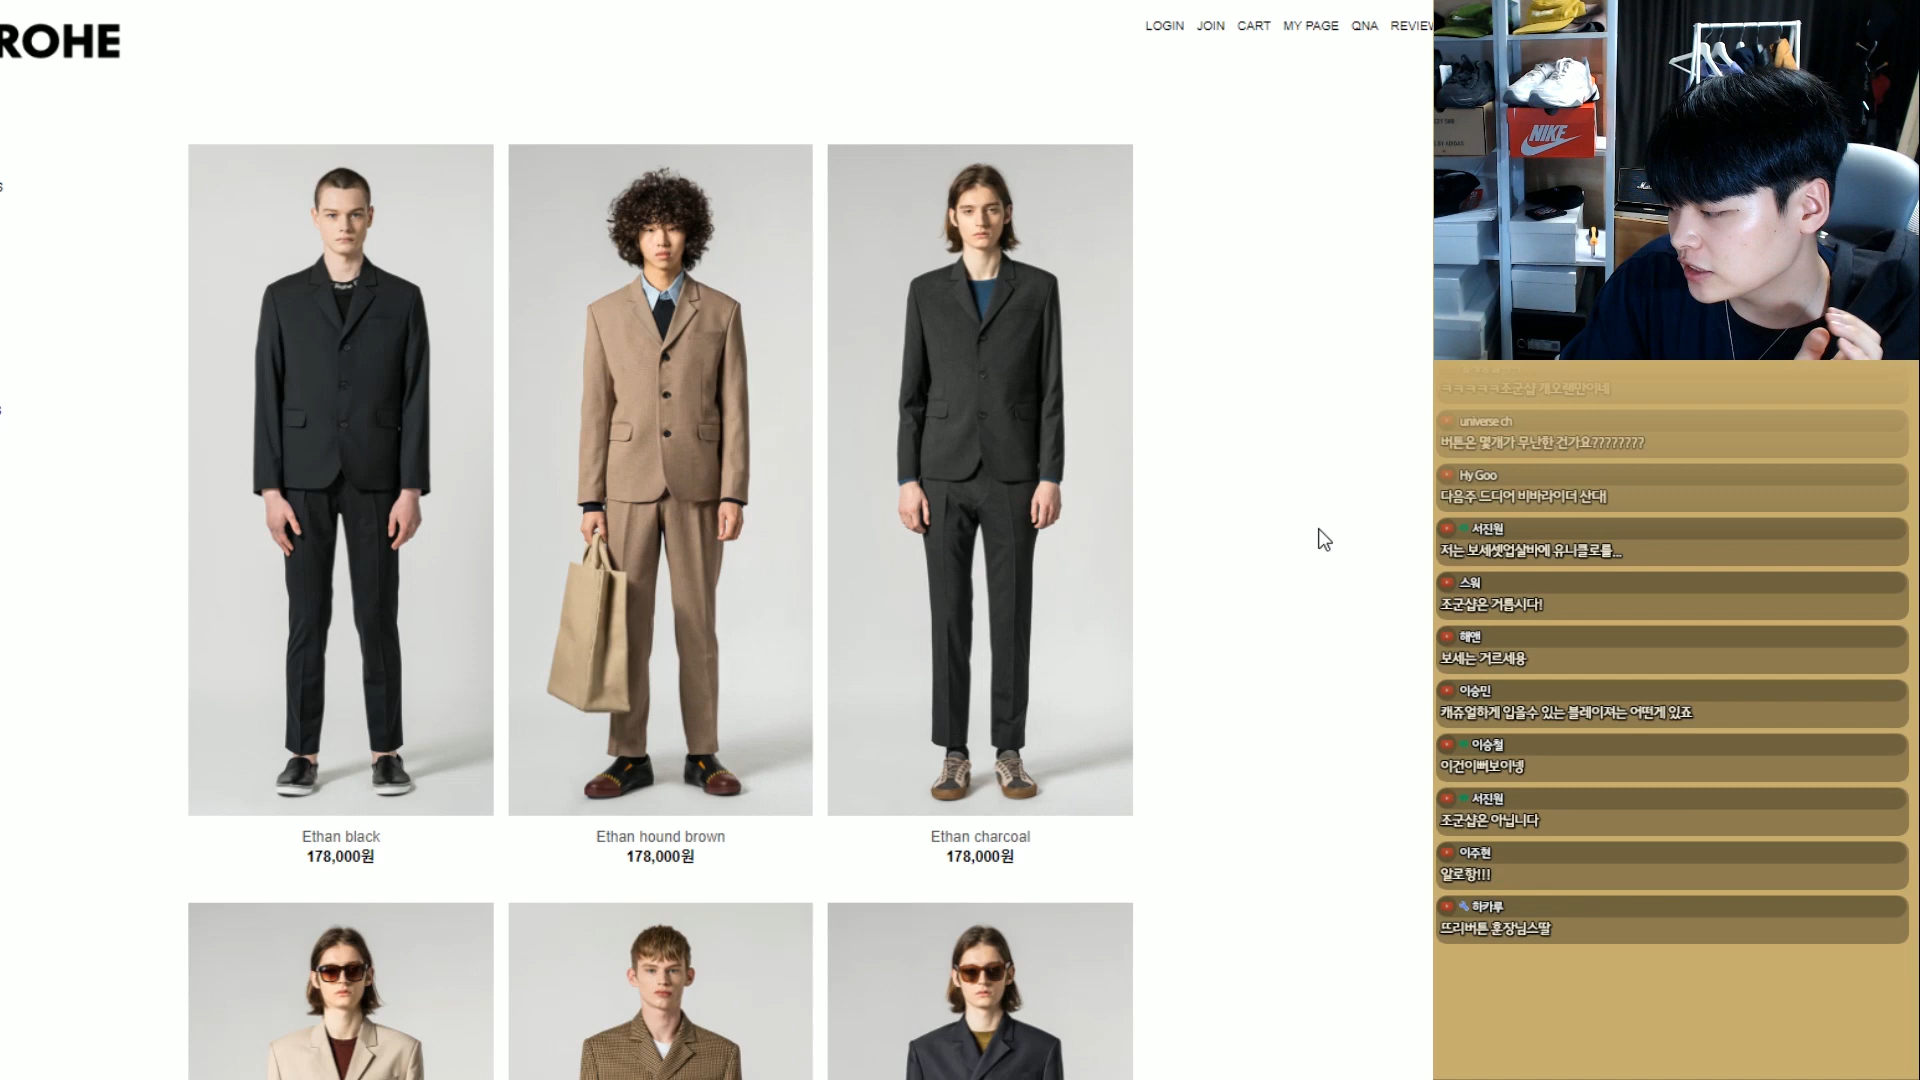 ROHE
LOGIN JOIN CART MY PAGE QNA REVIEW
S
s
Ethan black
178,000원
Ethan hound brown
178,000원
Ethan charcoal
178,000원
NIKE
ㅋㅋㅋㅋㅋ조군샵 개오랜만이네
universe ch
버튼은 몇개가 무난한 건가요????????
Hy Goo
다음주 드디어 비바라이더 산대!
서진원
저는 보세셋업살바에 유니클로를...
스웍
조군샵은 거릅시다!
해앤
보세는 거르세용
이승민
캐쥬얼하게 입을수 있는 블레이져는 어떤게 있죠
이승철
이건이뻐보이넹
서진원
조군샵은 아닙니다
이주현
알로항!!!
하카루
뜨리버튼 훈장님스딸